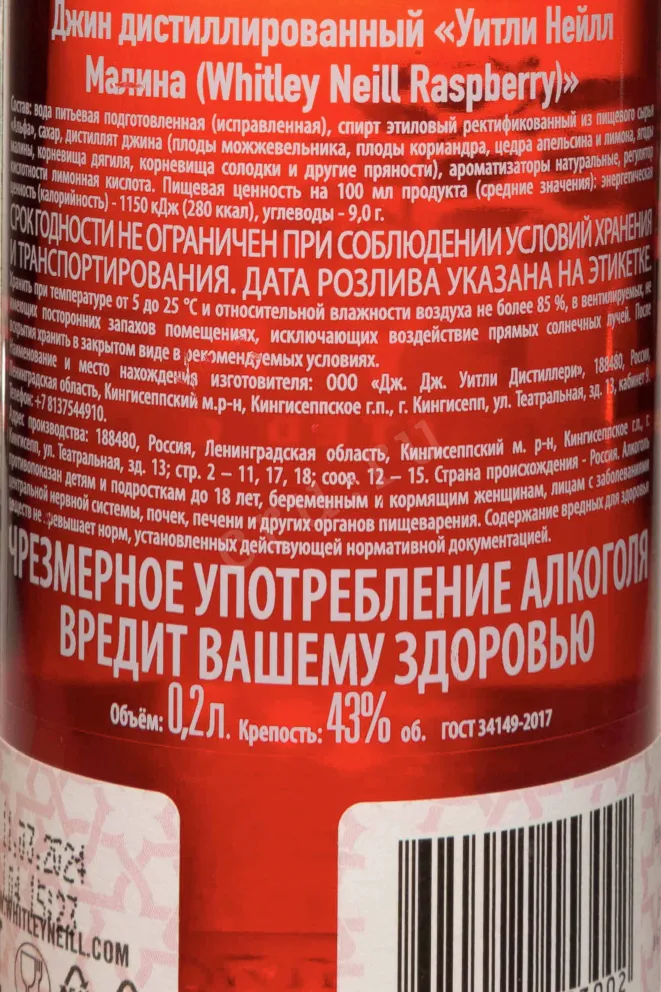 Джин дистиллированный «Уитли Нейлл
Малина (Whitley Neill Raspberry)»
Состав: вода питьевая подготовленная (исправленная), спирт этиловый ректификованный из пищевого сырья
«Альфа», сахар, дистиллят джина (плоды можжевельника, плоды кориандра, цедра апельсина и лимона, ягоды
малины, корневища дягиля, корневища солодки и другие пряности), ароматизаторы натуральные, регулятор
кислотности лимонная кислота. Пищевая ценность на 100 мл продукта (средние значения): энергетическая
ценность (калорийность) - 1150 кДж (280 ккал), углеводы - 9,0 г.
СРОК ГОДНОСТИ НЕ ОГРАНИЧЕН ПРИ СОБЛЮДЕНИИ УСЛОВИЙ ХРАНЕНИЯ
И ТРАНСПОРТИРОВАНИЯ. ДАТА РОЗЛИВА УКАЗАНА НА ЭТИКЕТКЕ.
Хранить при температуре от 5 до 25 °С и относительной влажности воздуха не более 85 %, в вентилируемых, не
имеющих посторонних запахов помещениях, исключающих воздействие прямых солнечных лучей. После
вскрытия хранить в закрытом виде в рекомендуемых условиях.
Наименование и место нахождения изготовителя: ООО «Дж. Дж. Уитли Дистиллери», 188480, Россия,
Ленинградская область, Кингисеппский м.р-н, Кингисеппское г.п., г. Кингисепп, ул. Театральная, зд. 13, кабинет 9.
Телефон: +7 8137544910.
Адрес производства: 188480, Россия, Ленинградская область, Кингисеппский м. р-н, Кингисеппское г.п., г.
Кингисепп, ул. Театральная, зд. 13; стр. 2 – 11, 17, 18; соор. 12 – 15. Страна происхождения - Россия. Алкоголь
противопоказан детям и подросткам до 18 лет, беременным и кормящим женщинам, лицам с заболеваниями
центральной нервной системы, почек, печени и других органов пищеварения. Содержание вредных для здоровья
веществ не превышает норм, установленных действующей нормативной документацией.
ЧРЕЗМЕРНОЕ УПОТРЕБЛЕНИЕ АЛКОГОЛЯ
ВРЕДИТ ВАШЕМУ ЗДОРОВЬЮ
Объём: 0,2 л. Крепость: 43% об. ГОСТ 34149-2017
WHITLEYNEILL.COM